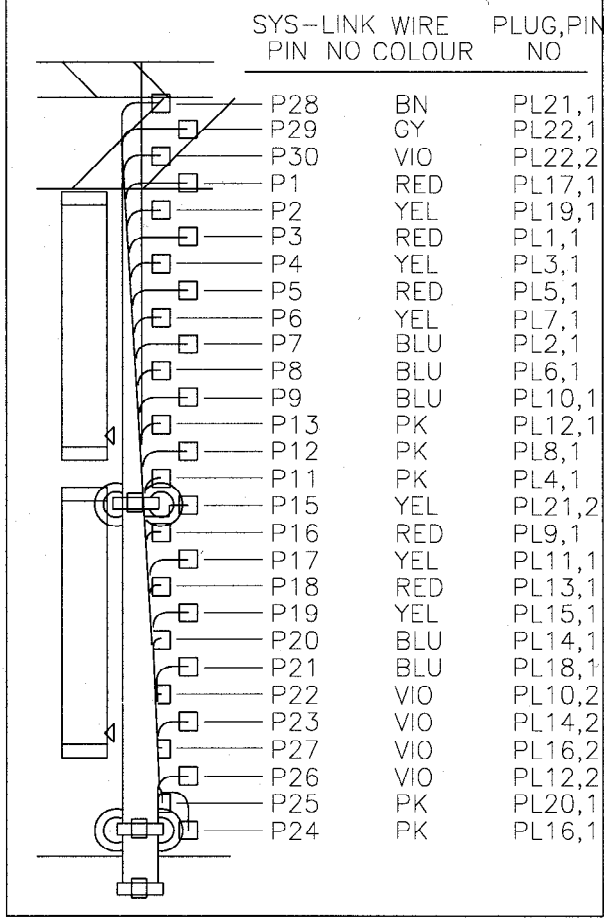 SYS-LINK WIRE PLUG,PIN
PIN NO COLOUR NO
P28 BN PL21,1
P29 GY PL22,1
P30 VIO PL22,2
P1 RED PL17,1
P2 YEL PL19,1
P3 RED PL1,1
P4 YEL PL3,1
P5 RED PL5,1
P6 YEL PL7,1
P7 BLU PL2,1
P8 BLU PL6,1
P9 BLU PL10,1
P13 PK PL12,1
P12 PK PL8,1
P11 PK PL4,1
P15 YEL PL21,2
P16 RED PL9,1
P17 YEL PL11,1
P18 RED PL13,1
P19 YEL PL15,1
P20 BLU PL14,1
P21 BLU PL18,1
P22 VIO PL10,2
P23 VIO PL14,2
P27 VIO PL16,2
P26 VIO PL12,2
P25 PK PL20,1
P24 PK PL16,1